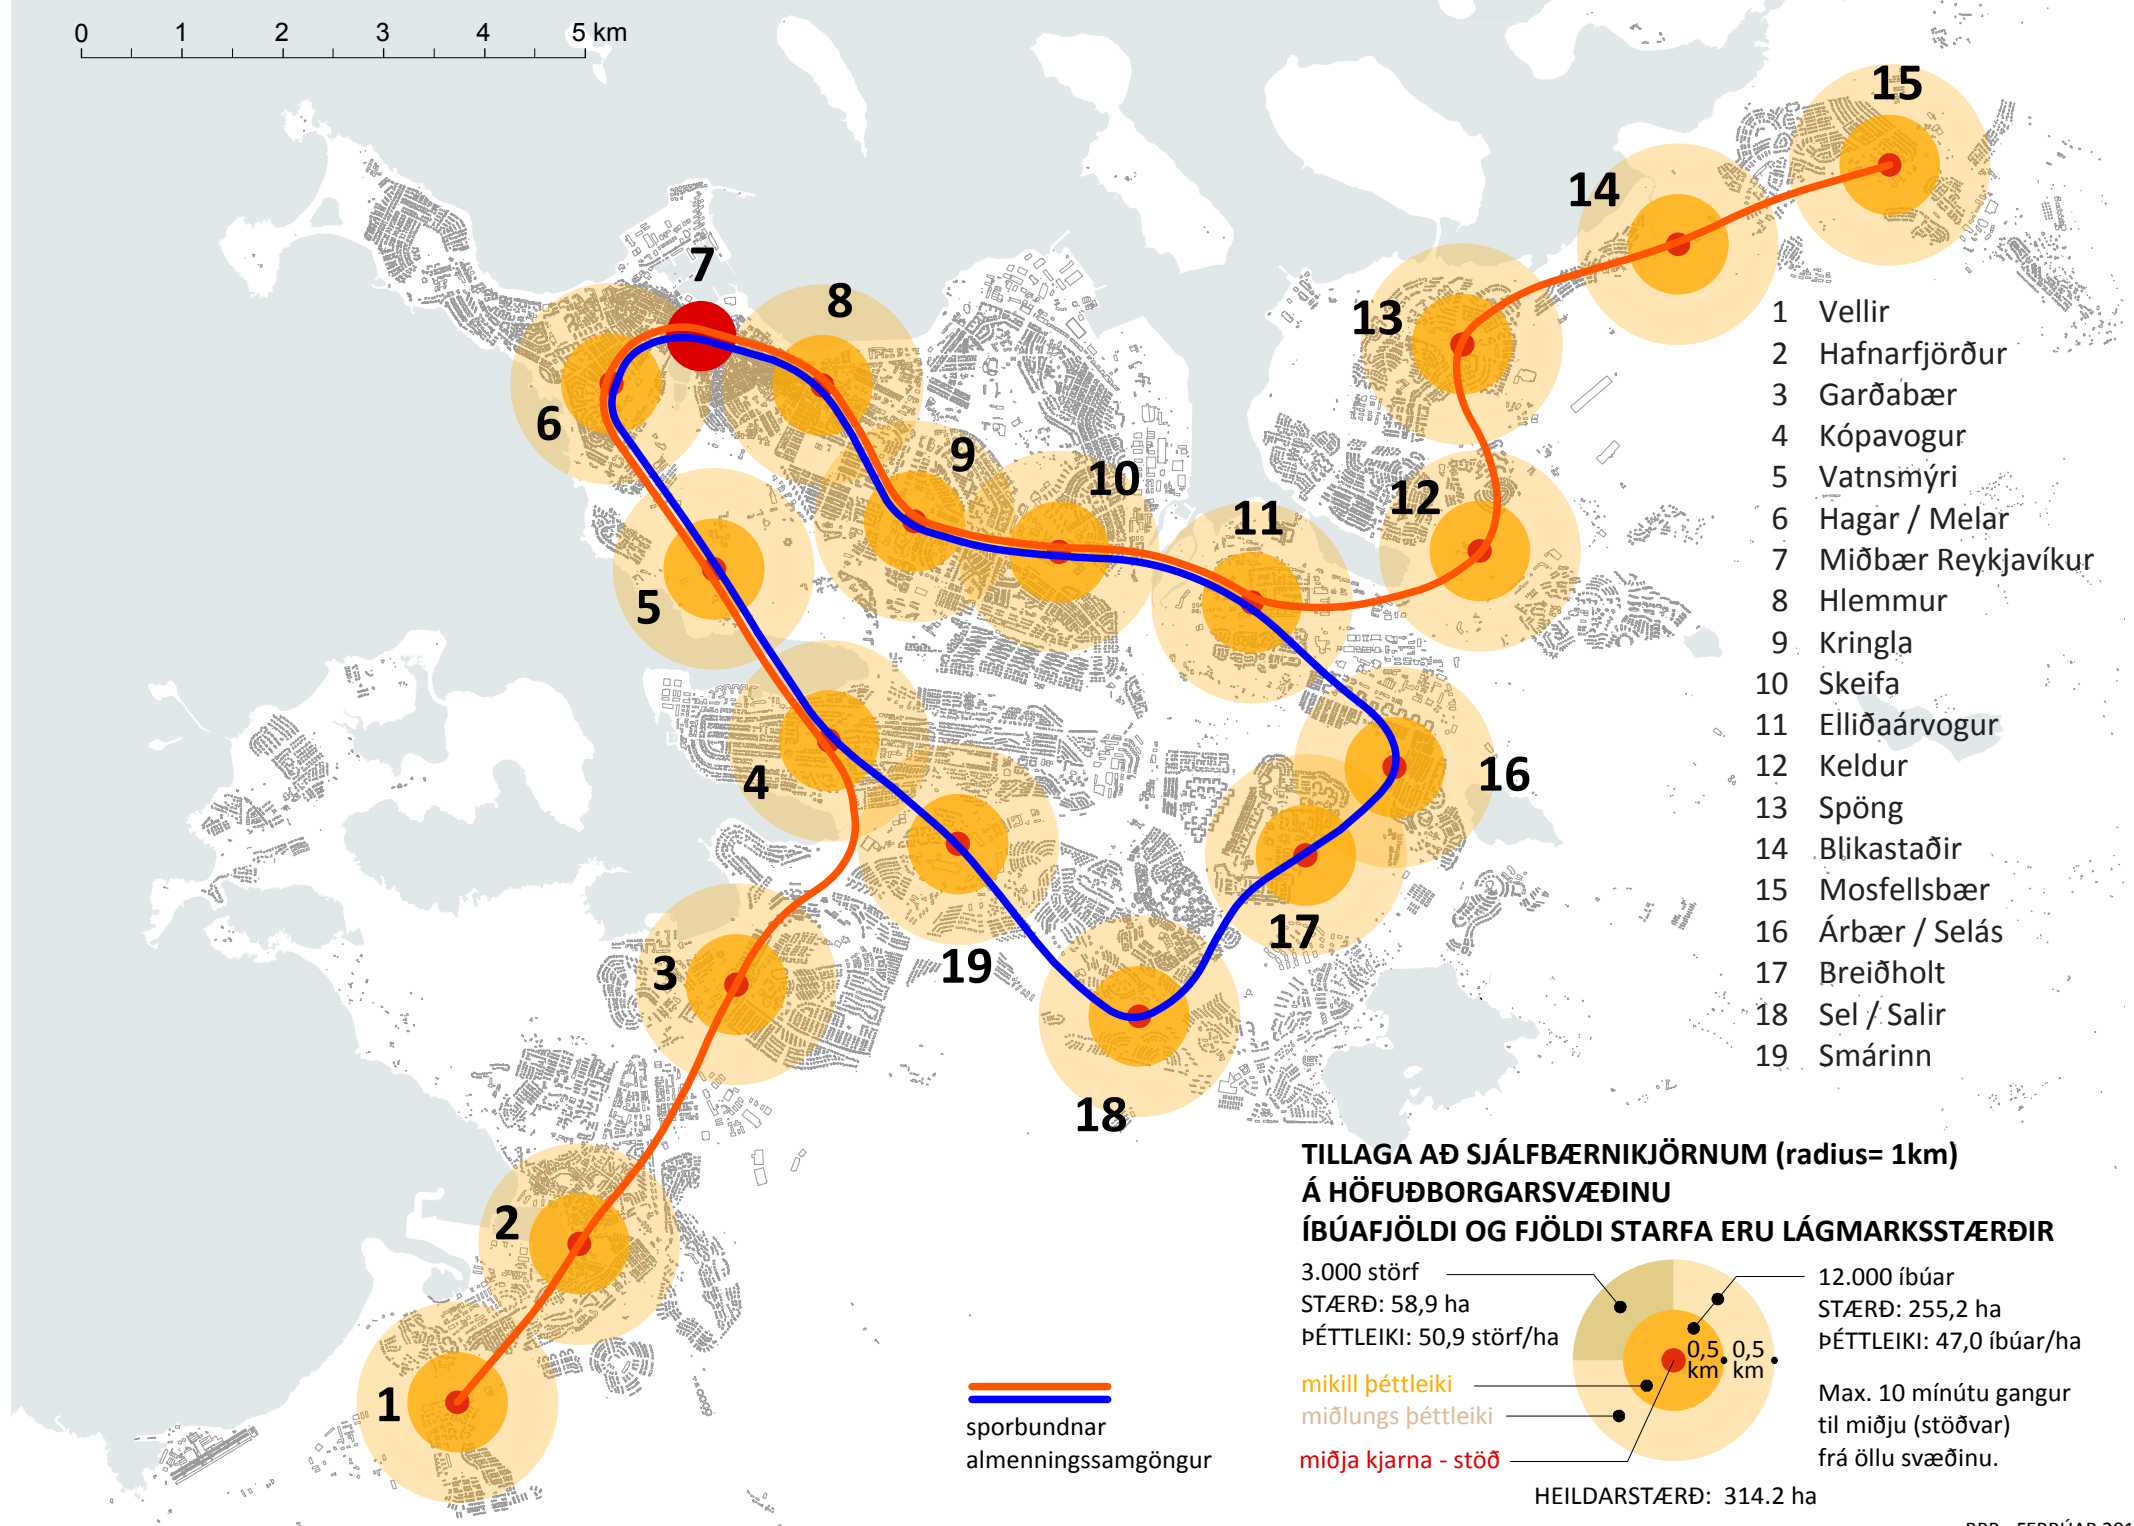 0 1 2 3 4 5 km
15
14
7
8
13
6
9
10
12
11
5
4
16
3
19
17
18
2
1
1 Vellir
2 Hafnarfjörður
3 Garðabær
4 Kópavogur
5 Vatnsmýri
6 Hagar / Melar
7 Miðbær Reykjavíkur
8 Hlemmur
9 Kringla
10 Skeifa
11 Elliðaárvogur
12 Keldur
13 Spöng
14 Blikastaðir
15 Mosfellsbær
16 Árbær / Selás
17 Breiðholt
18 Sel / Salir
19 Smárinn
TILLAGA AÐ SJÁLFBÆRNIKJÖRNUM (radius= 1km)
Á HÖFUÐBORGARSVÆÐINU
ÍBÚAFJÖLDI OG FJÖLDI STARFA ERU LÁGMARKSSTÆRÐIR
3.000 störf
STÆRÐ: 58,9 ha
ÞÉTTLEIKI: 50,9 störf/ha
mikill þéttleiki
miðlungs þéttleiki
miðja kjarna - stöð
0,5 km
0,5 km
12.000 íbúar
STÆRÐ: 255,2 ha
ÞÉTTLEIKI: 47,0 íbúar/ha
Max. 10 mínútu gangur
til miðju (stöðvar)
frá öllu svæðinu.
HEILDARSTÆRÐ: 314.2 ha
sporbundnar
almenningssamgöngur